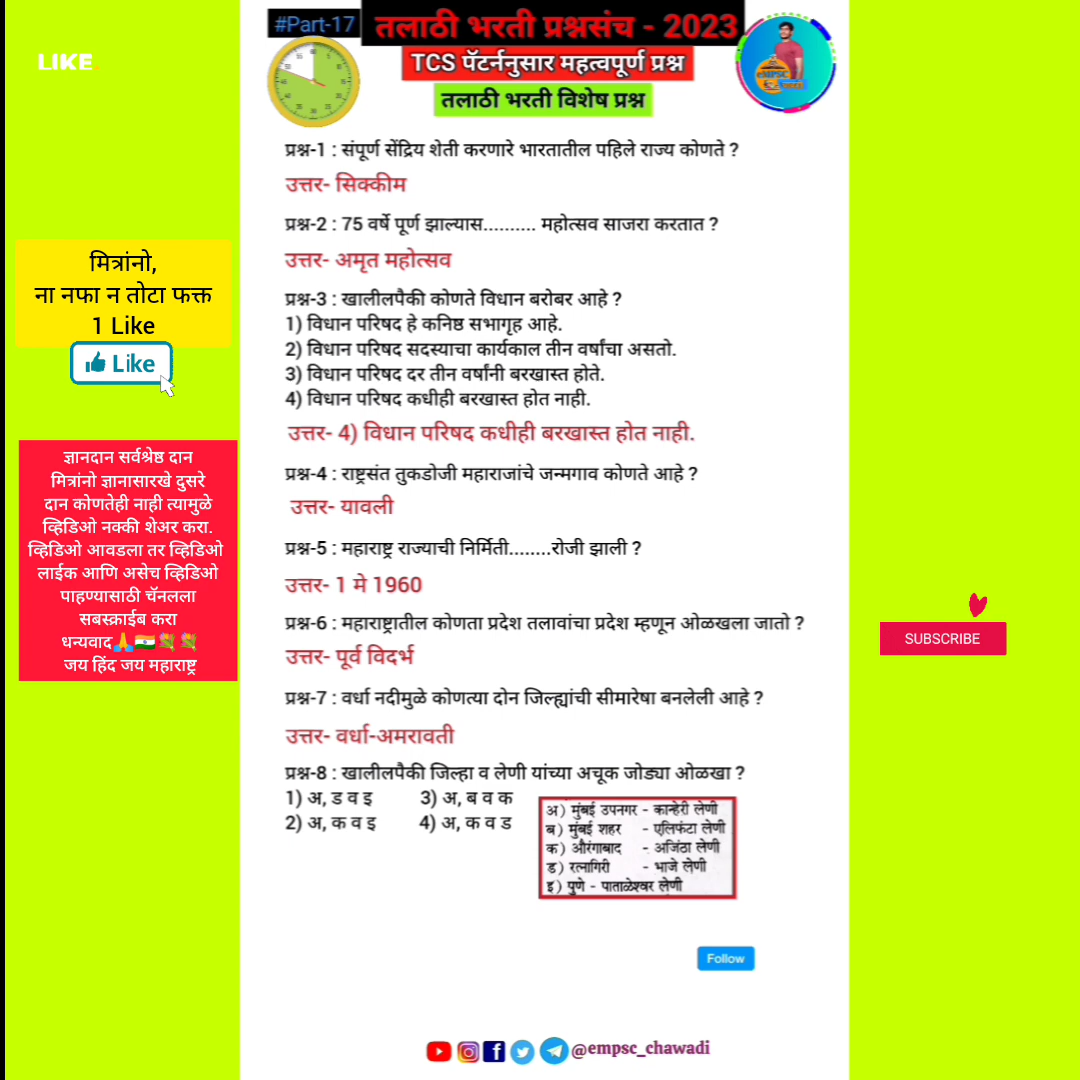 #Part-17
तलाठी भरती प्रश्नसंच - 2023
TCS पॅटर्ननुसार महत्वपूर्ण प्रश्न
तलाठी भरती विशेष प्रश्न
eMPSC
LIKE
मित्रांनो,
ना नफा न तोटा फक्त
1 Like
Like
ज्ञानदान सर्वश्रेष्ठ दान
मित्रांनो ज्ञानासारखे दुसरे
दान कोणतेही नाही त्यामुळे
व्हिडिओ नक्की शेअर करा.
व्हिडिओ आवडला तर व्हिडिओ
लाईक आणि असेच व्हिडिओ
पाहण्यासाठी चॅनलला
सबस्क्राईब करा
धन्यवाद🙏🇮🇳💐💐
जय हिंद जय महाराष्ट्र
प्रश्न-1 : संपूर्ण सेंद्रिय शेती करणारे भारतातील पहिले राज्य कोणते ?
उत्तर- सिक्कीम
प्रश्न-2 : 75 वर्षे पूर्ण झाल्यास.......... महोत्सव साजरा करतात ?
उत्तर- अमृत महोत्सव
प्रश्न-3 : खालीलपैकी कोणते विधान बरोबर आहे ?
1) विधान परिषद हे कनिष्ठ सभागृह आहे.
2) विधान परिषद सदस्याचा कार्यकाल तीन वर्षांचा असतो.
3) विधान परिषद दर तीन वर्षांनी बरखास्त होते.
4) विधान परिषद कधीही बरखास्त होत नाही.
उत्तर- 4) विधान परिषद कधीही बरखास्त होत नाही.
प्रश्न-4 : राष्ट्रसंत तुकडोजी महाराजांचे जन्मगाव कोणते आहे ?
उत्तर- यावली
प्रश्न-5 : महाराष्ट्र राज्याची निर्मिती........रोजी झाली ?
उत्तर- 1 मे 1960
प्रश्न-6 : महाराष्ट्रातील कोणता प्रदेश तलावांचा प्रदेश म्हणून ओळखला जातो ?
उत्तर- पूर्व विदर्भ
प्रश्न-7 : वर्धा नदीमुळे कोणत्या दोन जिल्ह्यांची सीमारेषा बनलेली आहे ?
उत्तर- वर्धा-अमरावती
प्रश्न-8 : खालीलपैकी जिल्हा व लेणी यांच्या अचूक जोड्या ओळखा ?
1) अ, ड व इ 3) अ, ब व क
2) अ, क व इ 4) अ, क व ड
अ) मुंबई उपनगर - कान्हेरी लेणी
ब) मुंबई शहर - एलिफंटा लेणी
क) औरंगाबाद - अजिंठा लेणी
ड) रत्नागिरी - भाजे लेणी
इ) पुणे - पाताळेश्वर लेणी
SUBSCRIBE
Follow
@empsc_chawadi